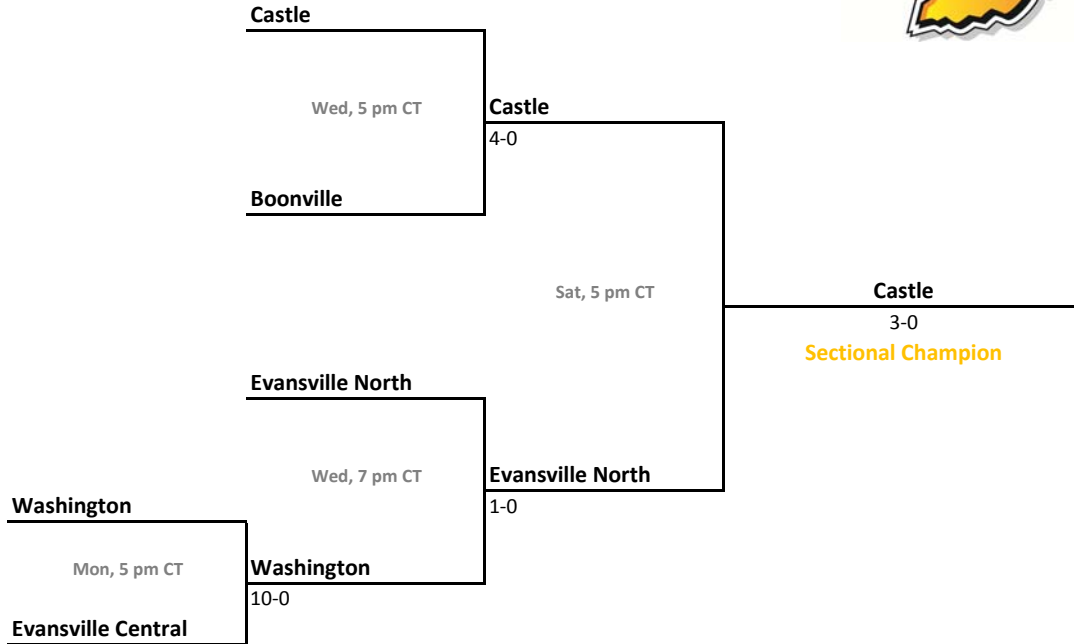 Castle
Wed, 5 pm CT
Castle
4-0
Boonville
Sat, 5 pm CT
Castle
3-0
Sectional Champion
Evansville North
Wed, 7 pm CT
Evansville North
1-0
Washington
Mon, 5 pm CT
Washington
10-0
Evansville Central